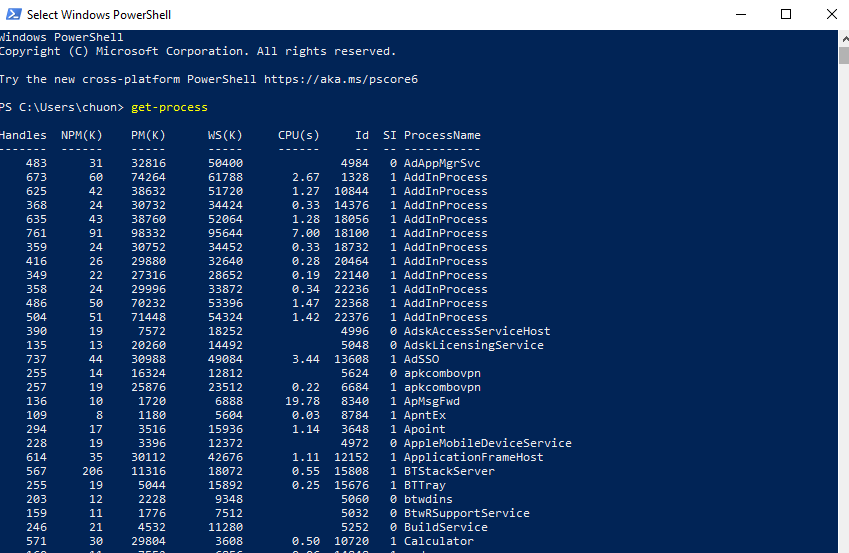 Select Windows PowerShell
Windows PowerShell
Copyright (C) Microsoft Corporation. All rights reserved.
Try the new cross-platform PowerShell https://aka.ms/pscore6
PS C:\Users\chuon> get-process
Handles NPM(K) PM(K) WS(K) CPU(s) Id SI ProcessName
------- ------ ----- ----- ------ -- -- -----------
483 31 32816 50400 4984 0 AdAppMgrSvc
673 60 74264 61788 2.67 1328 1 AddInProcess
625 42 38632 51720 1.27 10844 1 AddInProcess
368 24 30732 34424 0.33 14376 1 AddInProcess
635 43 38760 52064 1.28 18056 1 AddInProcess
761 91 98332 95644 7.00 18100 1 AddInProcess
359 24 30752 34452 0.33 18732 1 AddInProcess
416 26 29880 32640 0.28 20464 1 AddInProcess
349 22 27316 28652 0.19 22140 1 AddInProcess
358 24 29996 33872 0.34 22236 1 AddInProcess
486 50 70232 53396 1.47 22368 1 AddInProcess
504 51 71448 54324 1.42 22376 1 AddInProcess
390 19 7572 18252 4996 0 AdskAccessServiceHost
135 13 20260 14492 5048 0 AdskLicensingService
737 44 30988 49084 3.44 13608 1 AdSSO
255 14 16324 12812 5624 0 apkcombovpn
257 19 25876 23512 0.22 6684 1 apkcombovpn
136 10 1720 6888 19.78 8340 1 ApMsgFwd
109 8 1180 5604 0.03 8784 1 ApntEx
294 17 3516 15936 1.14 3648 1 Apoint
228 19 3396 12372 4972 0 AppleMobileDeviceService
614 35 30112 42676 1.11 12152 1 ApplicationFrameHost
567 206 11316 18072 0.55 15808 1 BTStackServer
255 19 5044 15892 0.25 15676 1 BTTray
203 12 2228 9348 5060 0 btwdins
159 11 1776 7512 5032 0 BtwRSupportService
246 21 4532 11280 5252 0 BuildService
571 30 29804 3608 0.50 10720 1 Calculator